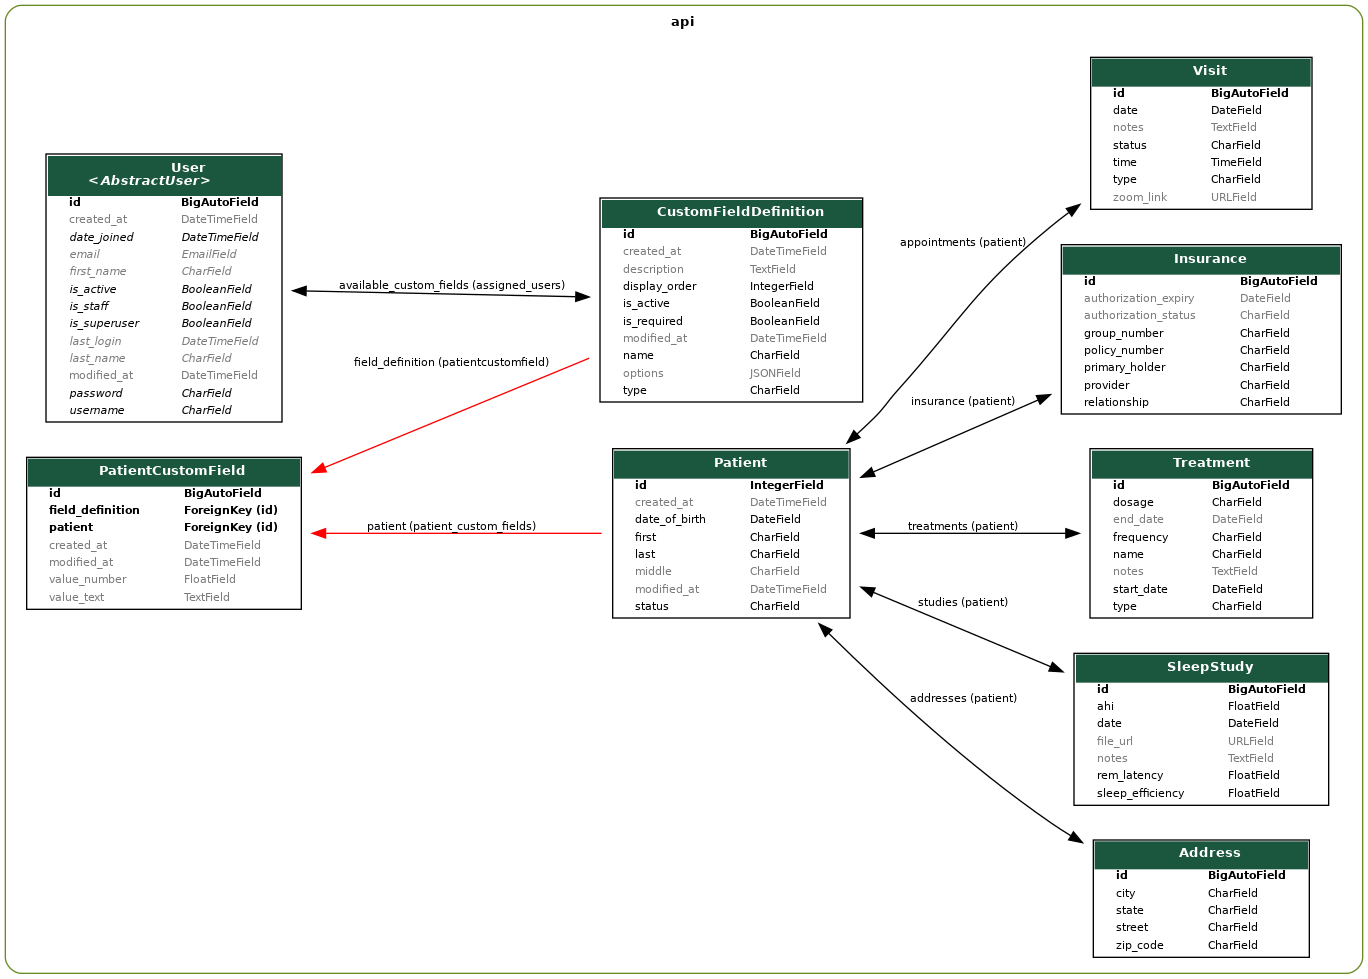 api
User
<AbstractUser>
id BigAutoField
created_at DateTimeField
date_joined DateTimeField
email EmailField
first_name CharField
is_active BooleanField
is_staff BooleanField
is_superuser BooleanField
last_login DateTimeField
last_name CharField
modified_at DateTimeField
password CharField
username CharField
available_custom_fields (assigned_users)
field_definition (patientcustomfield)
PatientCustomField
id BigAutoField
field_definition ForeignKey (id)
patient ForeignKey (id)
created_at DateTimeField
modified_at DateTimeField
value_number FloatField
value_text TextField
patient (patient_custom_fields)
CustomFieldDefinition
id BigAutoField
created_at DateTimeField
description TextField
display_order IntegerField
is_active BooleanField
is_required BooleanField
modified_at DateTimeField
name CharField
options JSONField
type CharField
Patient
id IntegerField
created_at DateTimeField
date_of_birth DateField
first CharField
last CharField
middle CharField
modified_at DateTimeField
status CharField
appointments (patient)
insurance (patient)
treatments (patient)
studies (patient)
addresses (patient)
Visit
id BigAutoField
date DateField
notes TextField
status CharField
time TimeField
type CharField
zoom_link URLField
Insurance
id BigAutoField
authorization_expiry DateField
authorization_status CharField
group_number CharField
policy_number CharField
primary_holder CharField
provider CharField
relationship CharField
Treatment
id BigAutoField
dosage CharField
end_date DateField
frequency CharField
name CharField
notes TextField
start_date DateField
type CharField
SleepStudy
id BigAutoField
ahi FloatField
date DateField
file_url URLField
notes TextField
rem_latency FloatField
sleep_efficiency FloatField
Address
id BigAutoField
city CharField
state CharField
street CharField
zip_code CharField